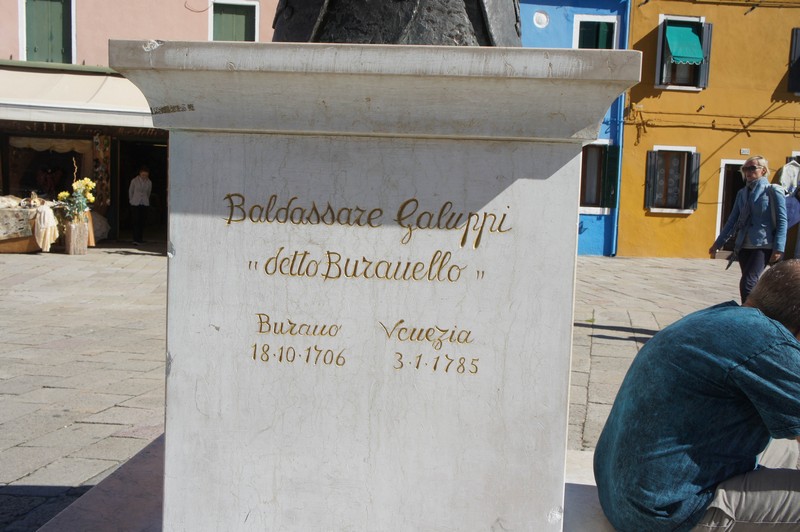 Baldassare Galuppi
"detto Buranello"
Burano Venezia
18·10·1706 3·1·1785